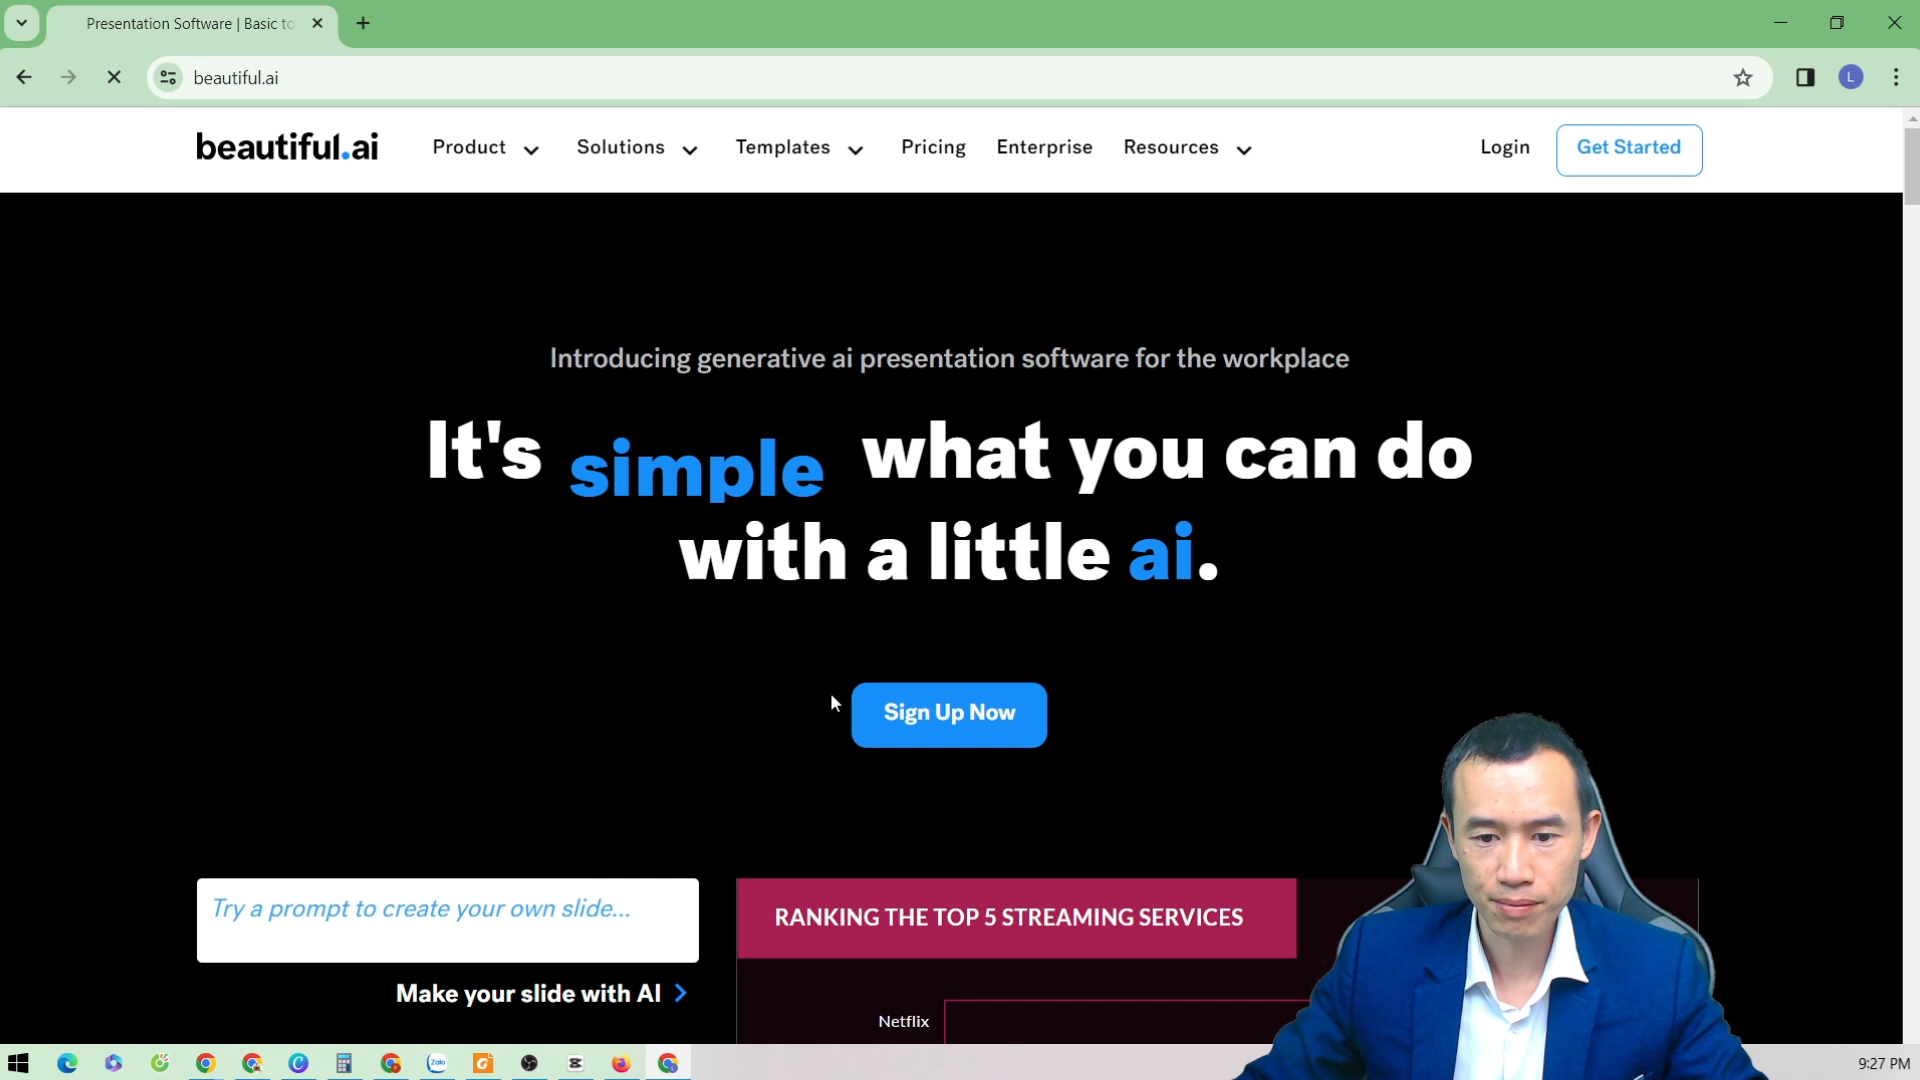 Presentation Software | Basic to
beautiful.ai
beautiful.ai
Product
Solutions
Templates
Pricing
Enterprise
Resources
Login
Get Started
L
Introducing generative ai presentation software for the workplace
It's simple what you can do
with a little ai.
Sign Up Now
Try a prompt to create your own slide...
Make your slide with AI
RANKING THE TOP 5 STREAMING SERVICES
Netflix
Zalo
9:27 PM